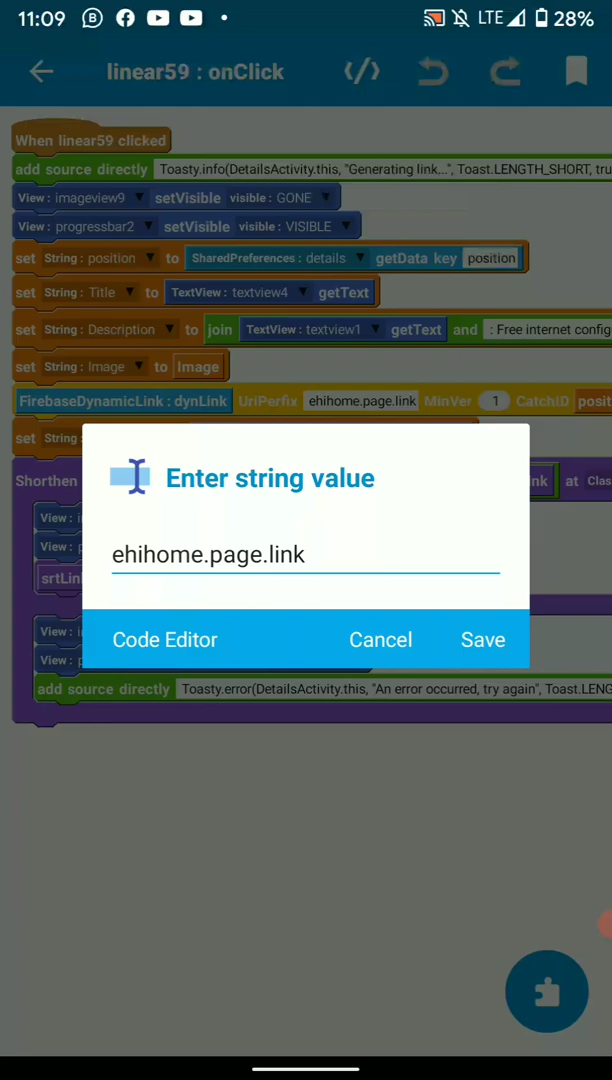 11:09 LTE 28%
linear59 : onClick
When linear59 clicked
add source directly Toasty.info(DetailsActivity.this, "Generating link...", Toast.LENGTH_SHORT, tru
View : imageview9 setVisible visible : GONE
View : progressbar2 setVisible visible : VISIBLE
set String : position to SharedPreferences : details getData key position
set String : Title to TextView : textview4 getText
set String : Description to join TextView : textview1 getText and : Free internet config
set String : Image to Image
FirebaseDynamicLink : dynLink UriPerfix ehihome.page.link MinVer 1 CatchID posit
set String
Shorthen nk at Clas
View : i
View : p
srtLin
Enter string value
ehihome.page.link
Code Editor Cancel Save
View : i
View : p
add source directly Toasty.error(DetailsActivity.this, "An error occurred, try again", Toast.LENG